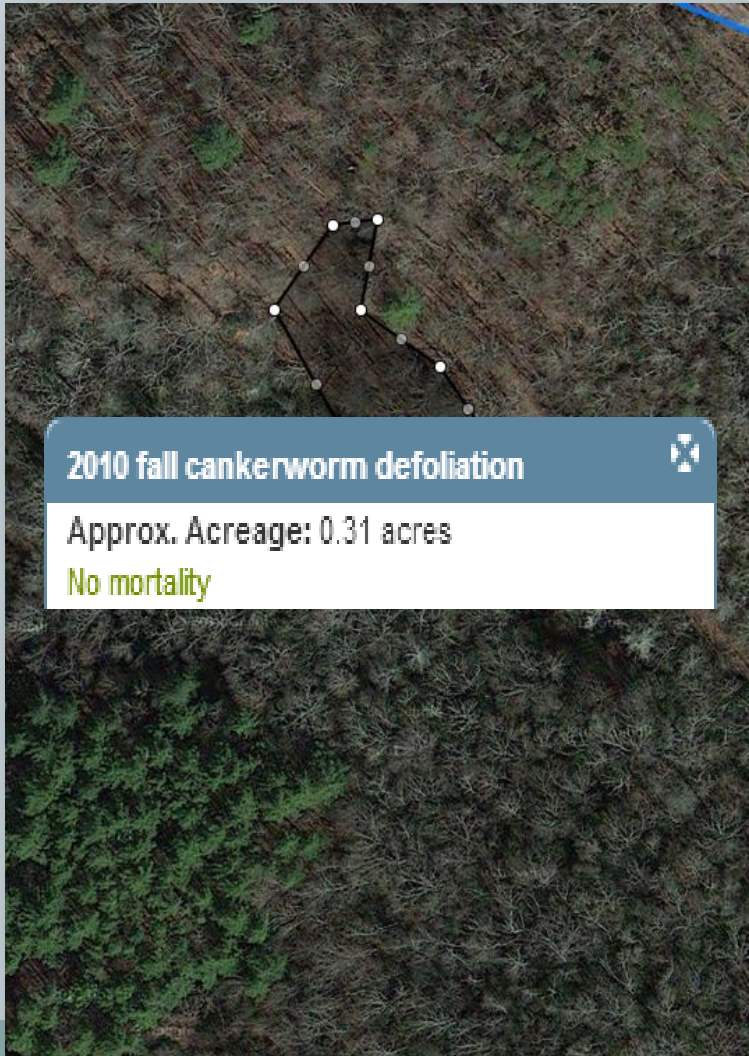 2010 fall cankerworm defoliation
Approx. Acreage: 0.31 acres
No mortality